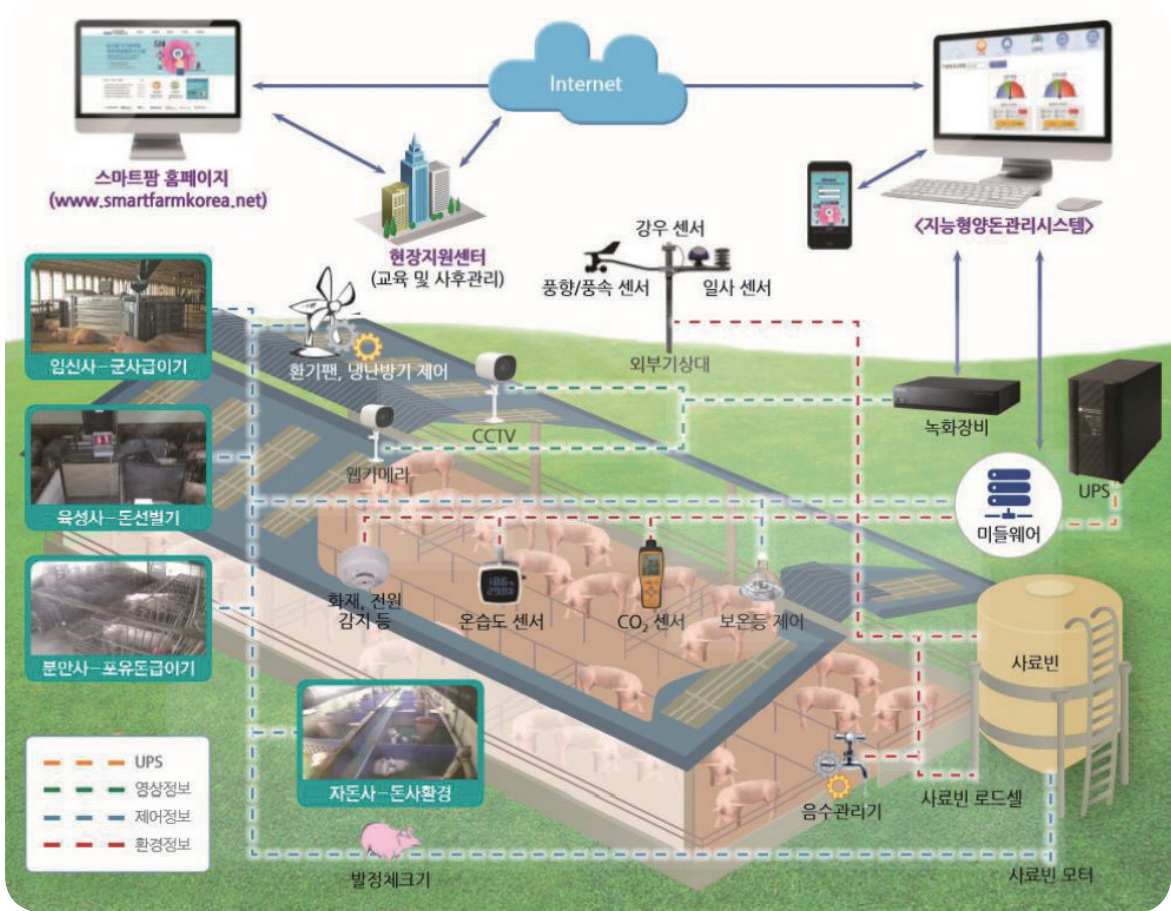 Internet
스마트팜 홈페이지
(www.smartfarmkorea.net)
현장지원센터
(교육 및 사후관리)
<지능형양돈관리시스템>
강우 센서
풍향/풍속 센서
일사 센서
외부기상대
임신사-군사급이기
환기팬, 냉난방기 제어
CCTV
웹카메라
녹화장비
UPS
미들웨어
육성사-돈선별기
화재, 전원
감지 등
온습도 센서
CO₂ 센서
보온등 제어
분만사-포유돈급이기
사료빈
자돈사-돈사환경
음수관리기
사료빈 로드셀
UPS
영상정보
제어정보
환경정보
발정체크기
사료빈 모터